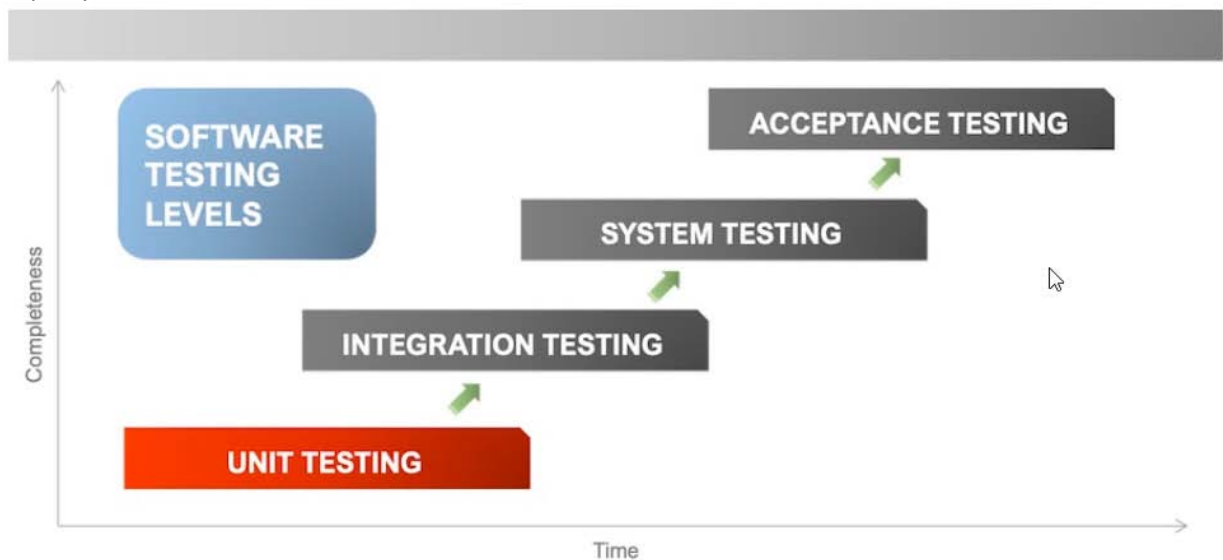 SOFTWARE
TESTING
LEVELS
ACCEPTANCE TESTING
SYSTEM TESTING
INTEGRATION TESTING
UNIT TESTING
Completeness
Time